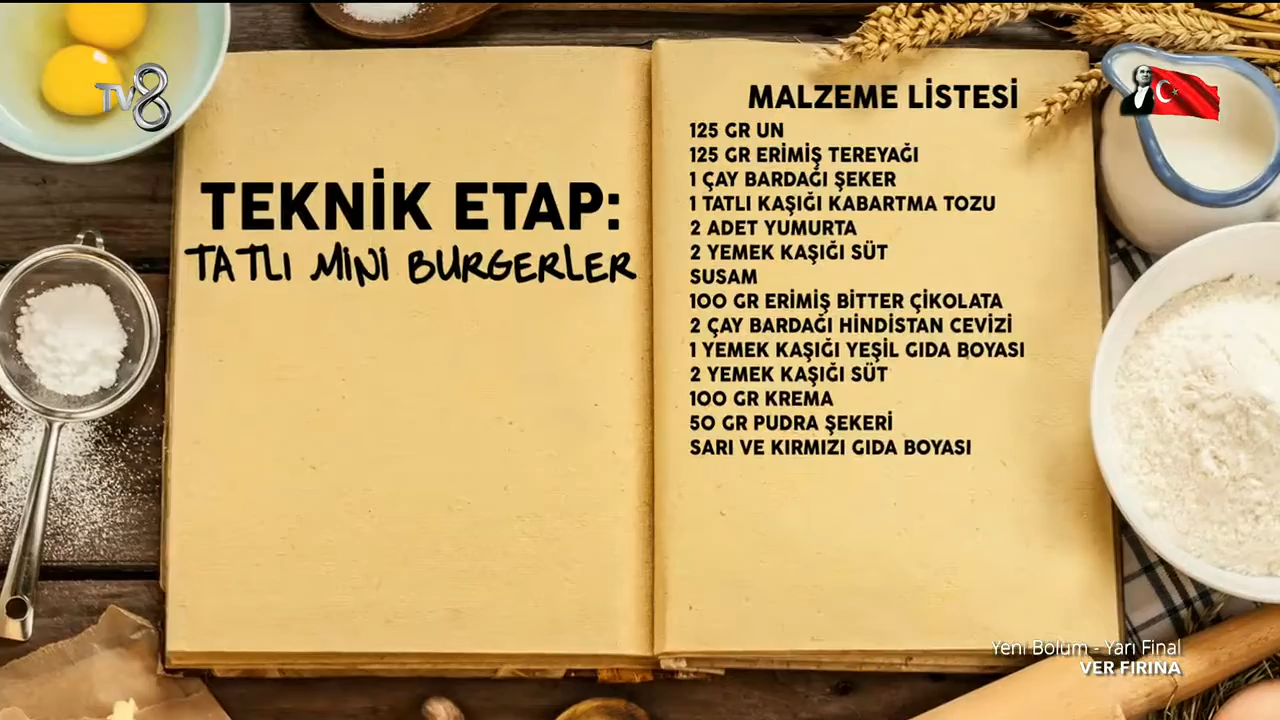 TV8
TEKNİK ETAP:
TATLI MİNİ BURGERLER
MALZEME LİSTESİ
125 GR UN
125 GR ERİMİŞ TEREYAĞI
1 ÇAY BARDAĞI ŞEKER
1 TATLI KAŞIĞI KABARTMA TOZU
2 ADET YUMURTA
2 YEMEK KAŞIĞI SÜT
SUSAM
100 GR ERİMİŞ BİTTER ÇİKOLATA
2 ÇAY BARDAĞI HİNDİSTAN CEVİZİ
1 YEMEK KAŞIĞI YEŞİL GIDA BOYASI
2 YEMEK KAŞIĞI SÜT
100 GR KREMA
50 GR PUDRA ŞEKERİ
SARI VE KIRMIZI GIDA BOYASI
Yeni Bölüm - Yarı Final
VER FIRINA